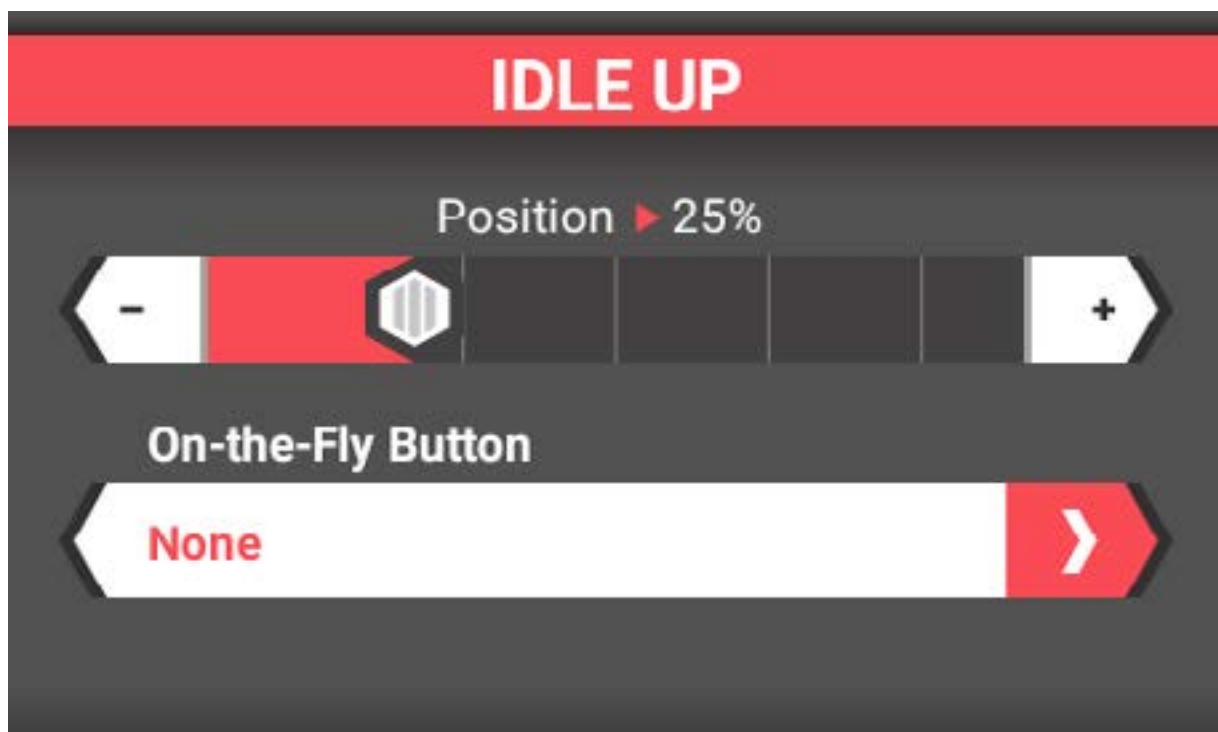 IDLE UP
Position ▶ 25%
- +
On-the-Fly Button
None